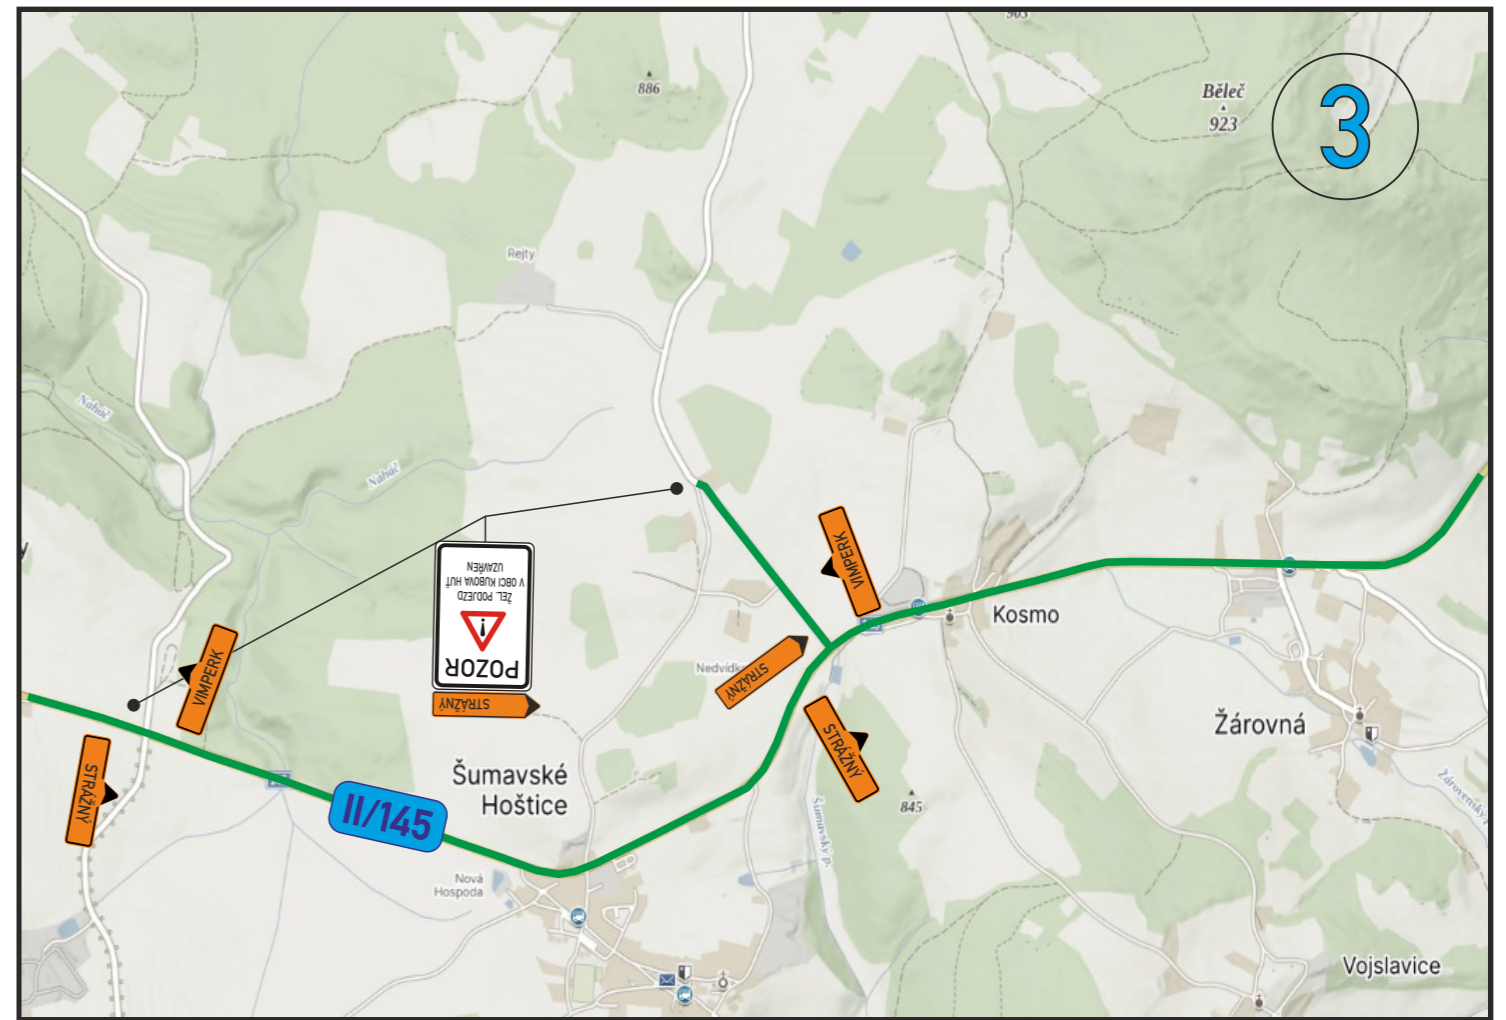 903
886
Běleč
923
3
Rejty
Naháč
Naháč
VIMPERK
UZAVŘEN
V OBCI KUBOVA HUŤ
ŽEL. PODJEZD
POZOR
STRÁŽNÝ
Kosmo
STRÁŽNÝ
VIMPERK
STRÁŽNÝ
STRÁŽNÝ
Žárovná
Šumavské
Hoštice
II/145
845
Šumavský p.
Žárovenský
Nová
Hospoda
Vojslavice